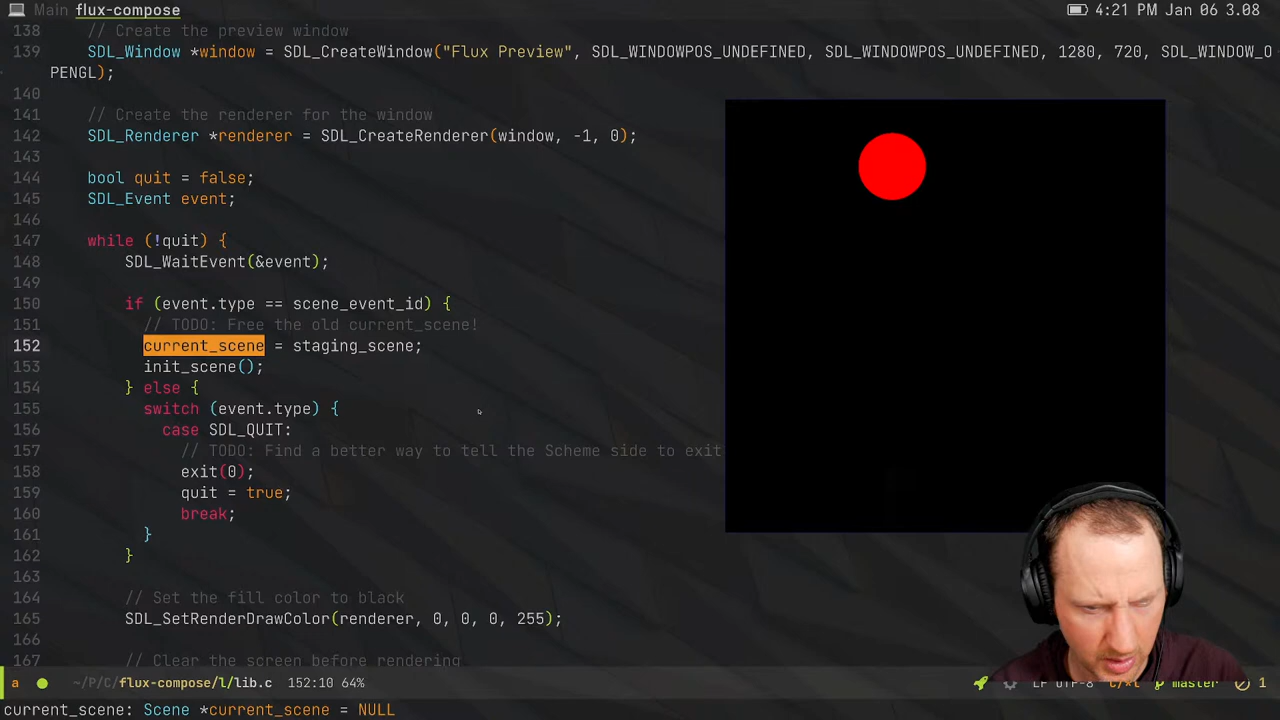 Main flux-compose
4:21 PM Jan 06 3.08
138 // Create the preview window
139 SDL_Window *window = SDL_CreateWindow("Flux Preview", SDL_WINDOWPOS_UNDEFINED, SDL_WINDOWPOS_UNDEFINED, 1280, 720, SDL_WINDOW_O
PENGL);
140
141 // Create the renderer for the window
142 SDL_Renderer *renderer = SDL_CreateRenderer(window, -1, 0);
143
144 bool quit = false;
145 SDL_Event event;
146
147 while (!quit) {
148 SDL_WaitEvent(&event);
149
150 if (event.type == scene_event_id) {
151 // TODO: Free the old current_scene!
152 current_scene = staging_scene;
153 init_scene();
154 } else {
155 switch (event.type) {
156 case SDL_QUIT:
157 // TODO: Find a better way to tell the Scheme side to exit
158 exit(0);
159 quit = true;
160 break;
161 }
162 }
163
164 // Set the fill color to black
165 SDL_SetRenderDrawColor(renderer, 0, 0, 0, 255);
166
167 // Clear the screen before rendering
a ~/P/C/flux-compose/l/lib.c 152:10 64%
LF UTF-8 master 1
current_scene: Scene *current_scene = NULL